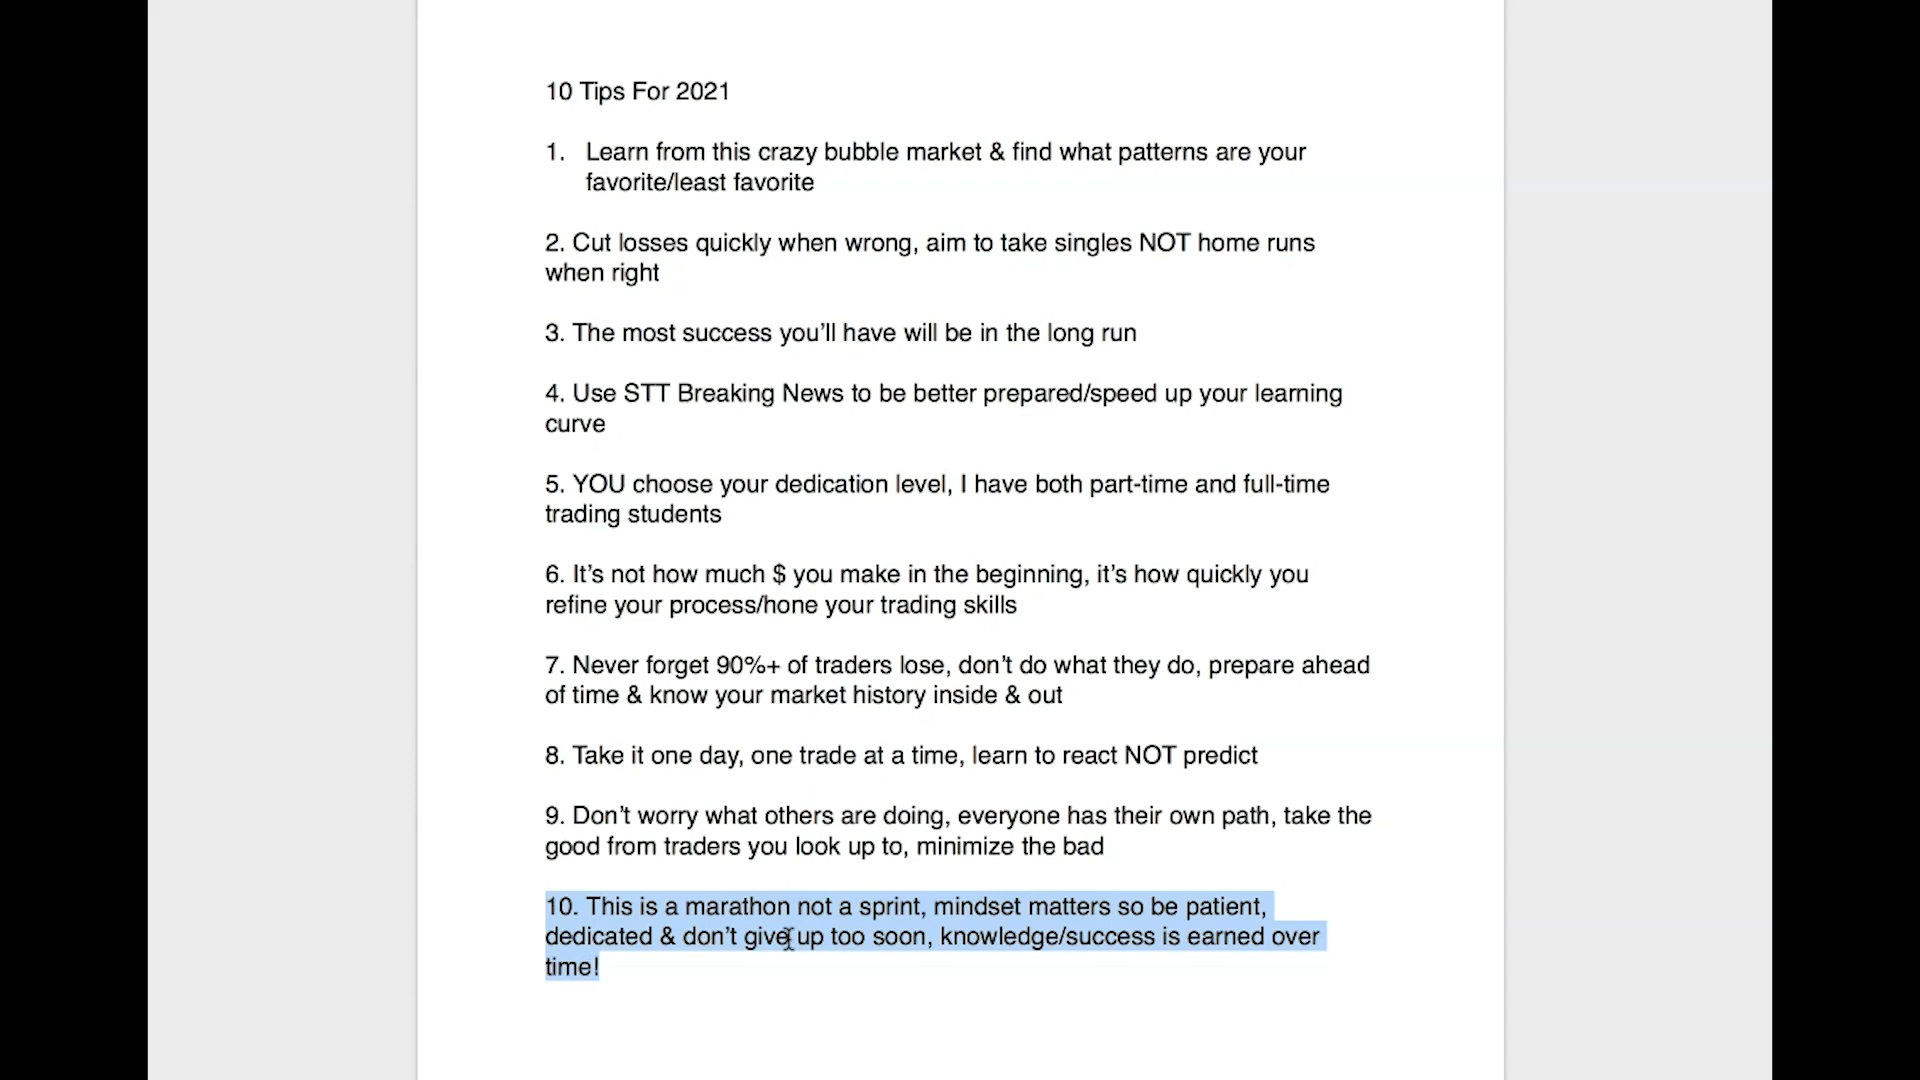 10 Tips For 2021
1. Learn from this crazy bubble market & find what patterns are your
favorite/least favorite
2. Cut losses quickly when wrong, aim to take singles NOT home runs
when right
3. The most success you’ll have will be in the long run
4. Use STT Breaking News to be better prepared/speed up your learning
curve
5. YOU choose your dedication level, I have both part-time and full-time
trading students
6. It’s not how much $ you make in the beginning, it’s how quickly you
refine your process/hone your trading skills
7. Never forget 90%+ of traders lose, don’t do what they do, prepare ahead
of time & know your market history inside & out
8. Take it one day, one trade at a time, learn to react NOT predict
9. Don’t worry what others are doing, everyone has their own path, take the
good from traders you look up to, minimize the bad
10. This is a marathon not a sprint, mindset matters so be patient,
dedicated & don’t give up too soon, knowledge/success is earned over
time!